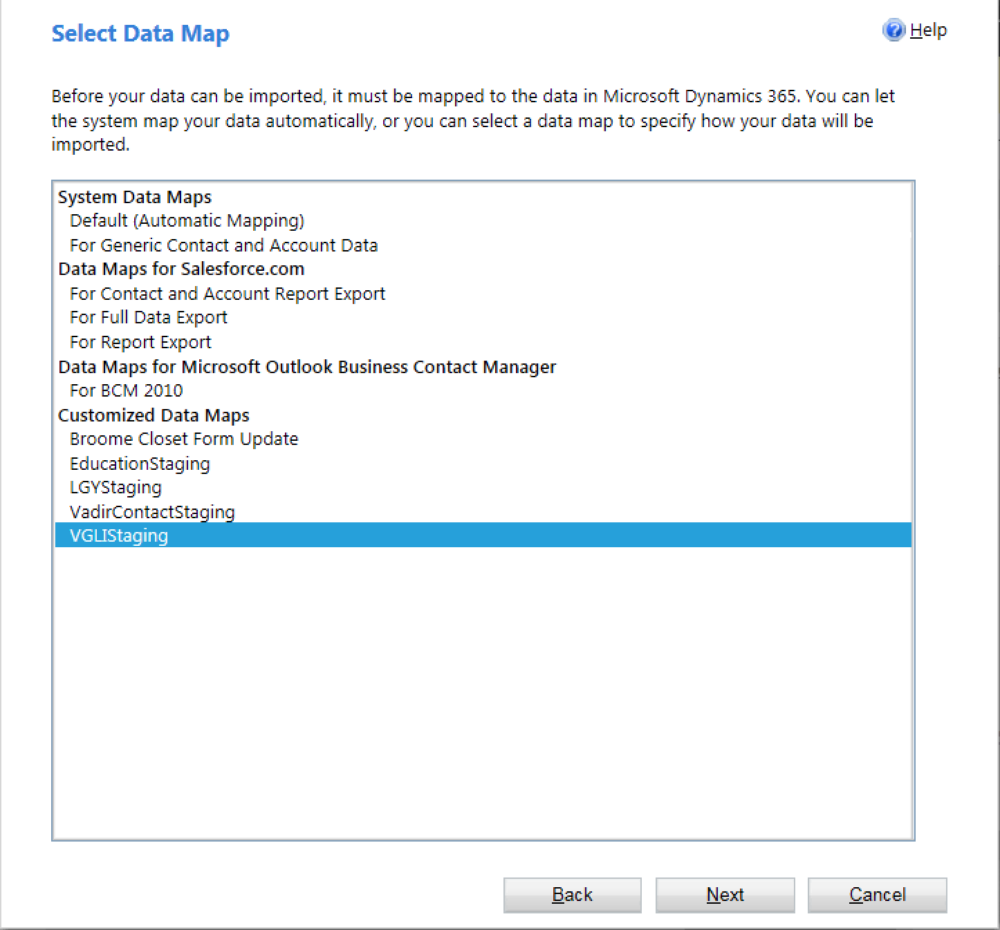 Select Data Map
Help
Before your data can be imported, it must be mapped to the data in Microsoft Dynamics 365. You can let
the system map your data automatically, or you can select a data map to specify how your data will be
imported.
System Data Maps
Default (Automatic Mapping)
For Generic Contact and Account Data
Data Maps for Salesforce.com
For Contact and Account Report Export
For Full Data Export
For Report Export
Data Maps for Microsoft Outlook Business Contact Manager
For BCM 2010
Customized Data Maps
Broome Closet Form Update
EducationStaging
LGYStaging
VadirContactStaging
VGLIStaging
Back
Next
Cancel